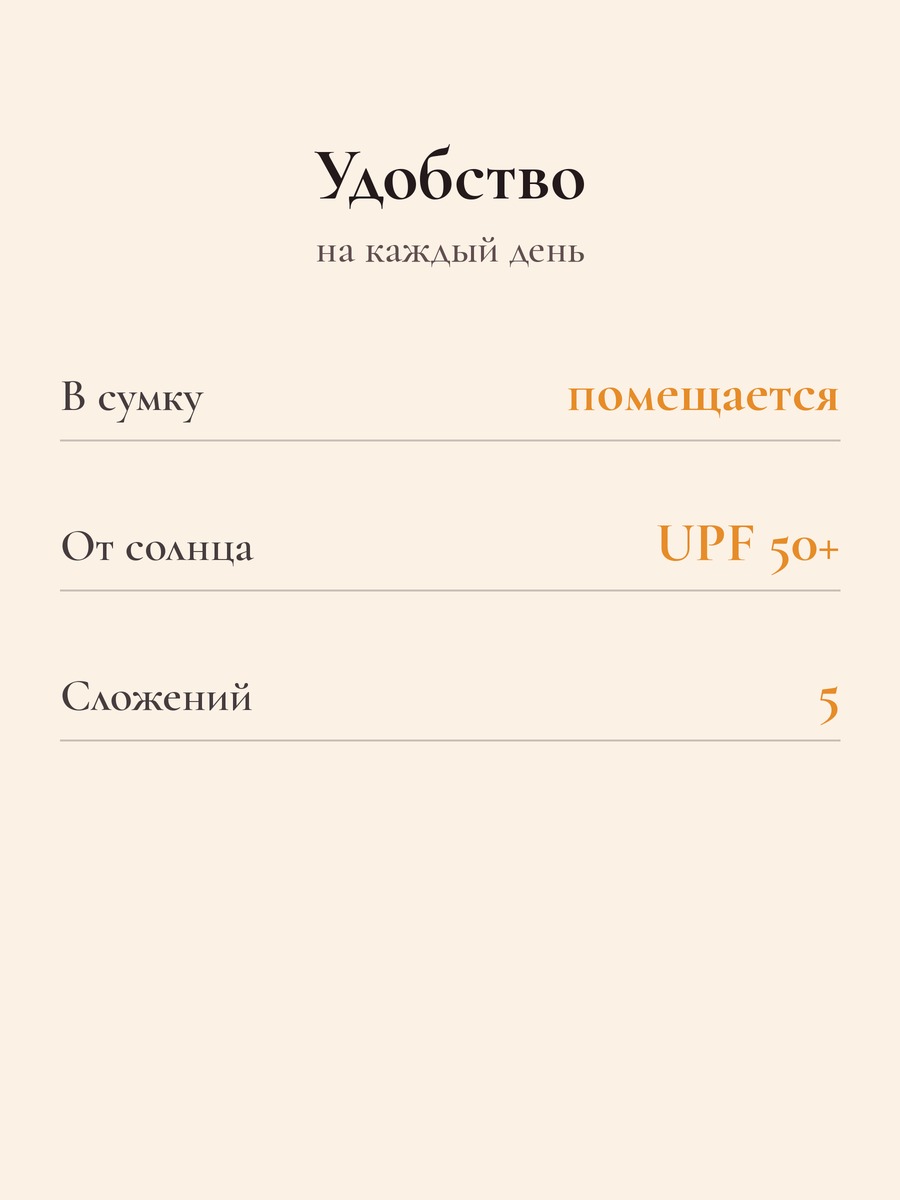 Удобство
на каждый день
В сумку помещается
От солнца UPF 50+
Сложений 5